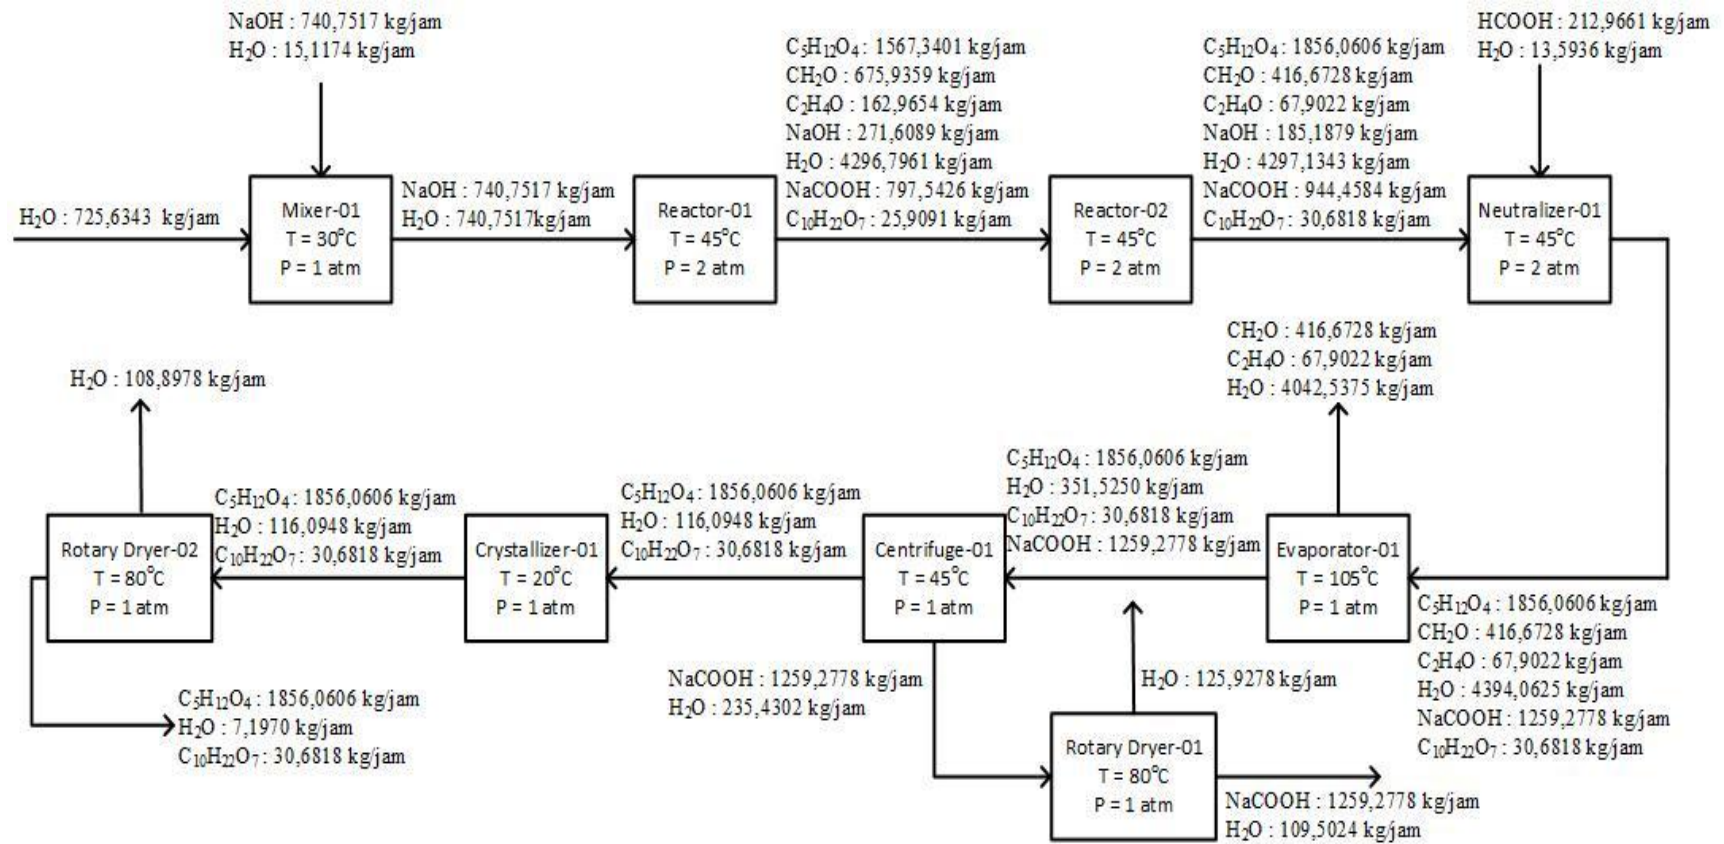 NaOH : 740,7517 kg/jam
H₂O : 15,1174 kg/jam
H₂O : 725,6343 kg/jam
Mixer-01
T = 30°C
P = 1 atm
NaOH : 740,7517 kg/jam
H₂O : 740,7517kg/jam
Reactor-01
T = 45°C
P = 2 atm
C₅H₁₂O₄ : 1567,3401 kg/jam
CH₂O : 675,9359 kg/jam
C₂H₄O : 162,9654 kg/jam
NaOH : 271,6089 kg/jam
H₂O : 4296,7961 kg/jam
NaCOOH : 797,5426 kg/jam
C₁₀H₂₂O₇ : 25,9091 kg/jam
Reactor-02
T = 45°C
P = 2 atm
C₅H₁₂O₄ : 1856,0606 kg/jam
CH₂O : 416,6728 kg/jam
C₂H₄O : 67,9022 kg/jam
NaOH : 185,1879 kg/jam
H₂O : 4297,1343 kg/jam
NaCOOH : 944,4584 kg/jam
C₁₀H₂₂O₇ : 30,6818 kg/jam
HCOOH : 212,9661 kg/jam
H₂O : 13,5936 kg/jam
Neutralizer-01
T = 45°C
P = 2 atm
C₅H₁₂O₄ : 1856,0606 kg/jam
CH₂O : 416,6728 kg/jam
C₂H₄O : 67,9022 kg/jam
H₂O : 4394,0625 kg/jam
NaCOOH : 1259,2778 kg/jam
C₁₀H₂₂O₇ : 30,6818 kg/jam
CH₂O : 416,6728 kg/jam
C₂H₄O : 67,9022 kg/jam
H₂O : 4042,5375 kg/jam
Evaporator-01
T = 105°C
P = 1 atm
C₅H₁₂O₄ : 1856,0606 kg/jam
H₂O : 351,5250 kg/jam
C₁₀H₂₂O₇ : 30,6818 kg/jam
NaCOOH : 1259,2778 kg/jam
Centrifuge-01
T = 45°C
P = 1 atm
C₅H₁₂O₄ : 1856,0606 kg/jam
H₂O : 116,0948 kg/jam
C₁₀H₂₂O₇ : 30,6818 kg/jam
Crystallizer-01
T = 20°C
P = 1 atm
C₅H₁₂O₄ : 1856,0606 kg/jam
H₂O : 116,0948 kg/jam
C₁₀H₂₂O₇ : 30,6818 kg/jam
Rotary Dryer-02
T = 80°C
P = 1 atm
H₂O : 108,8978 kg/jam
C₅H₁₂O₄ : 1856,0606 kg/jam
H₂O : 7,1970 kg/jam
C₁₀H₂₂O₇ : 30,6818 kg/jam
NaCOOH : 1259,2778 kg/jam
H₂O : 235,4302 kg/jam
H₂O : 125,9278 kg/jam
Rotary Dryer-01
T = 80°C
P = 1 atm
NaCOOH : 1259,2778 kg/jam
H₂O : 109,5024 kg/jam